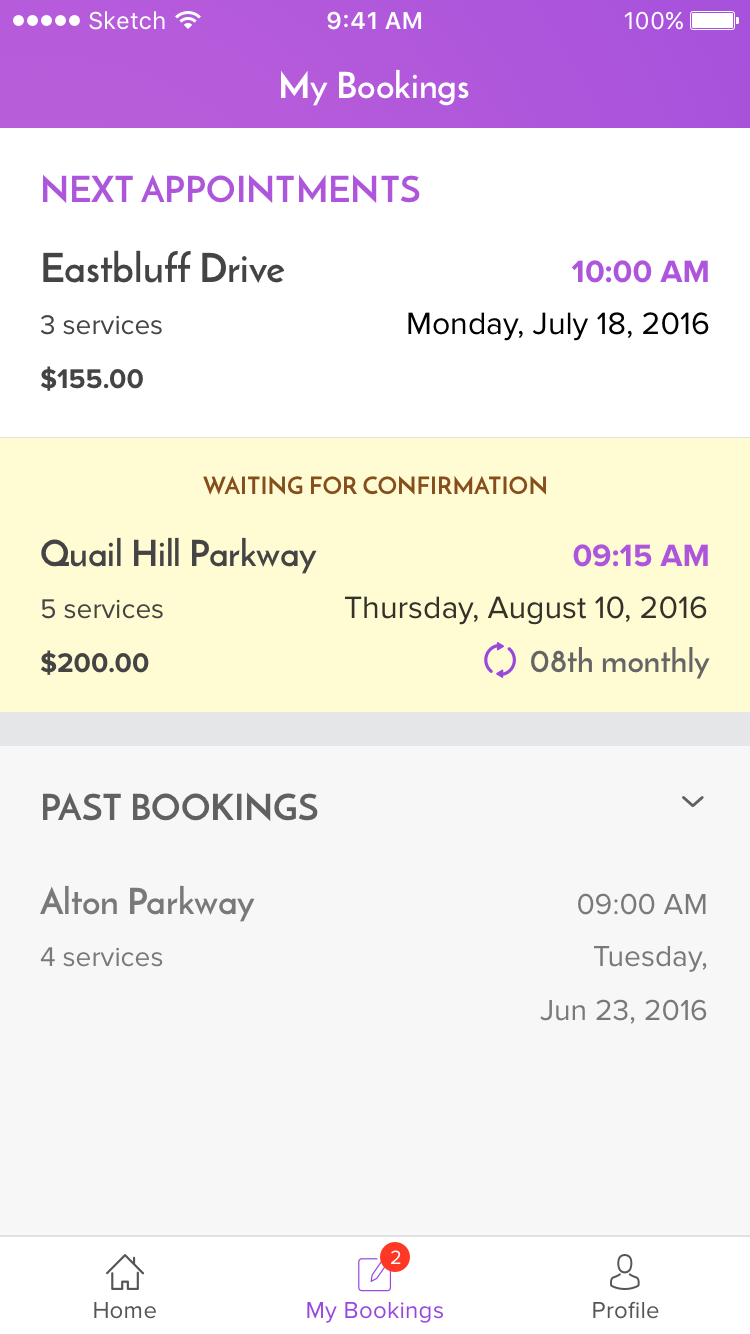 Sketch 9:41 AM 100%
My Bookings
NEXT APPOINTMENTS
Eastbluff Drive 10:00 AM
3 services Monday, July 18, 2016
$155.00
WAITING FOR CONFIRMATION
Quail Hill Parkway 09:15 AM
5 services Thursday, August 10, 2016
$200.00 08th monthly
PAST BOOKINGS
Alton Parkway 09:00 AM
4 services Tuesday,
Jun 23, 2016
2
Home My Bookings Profile